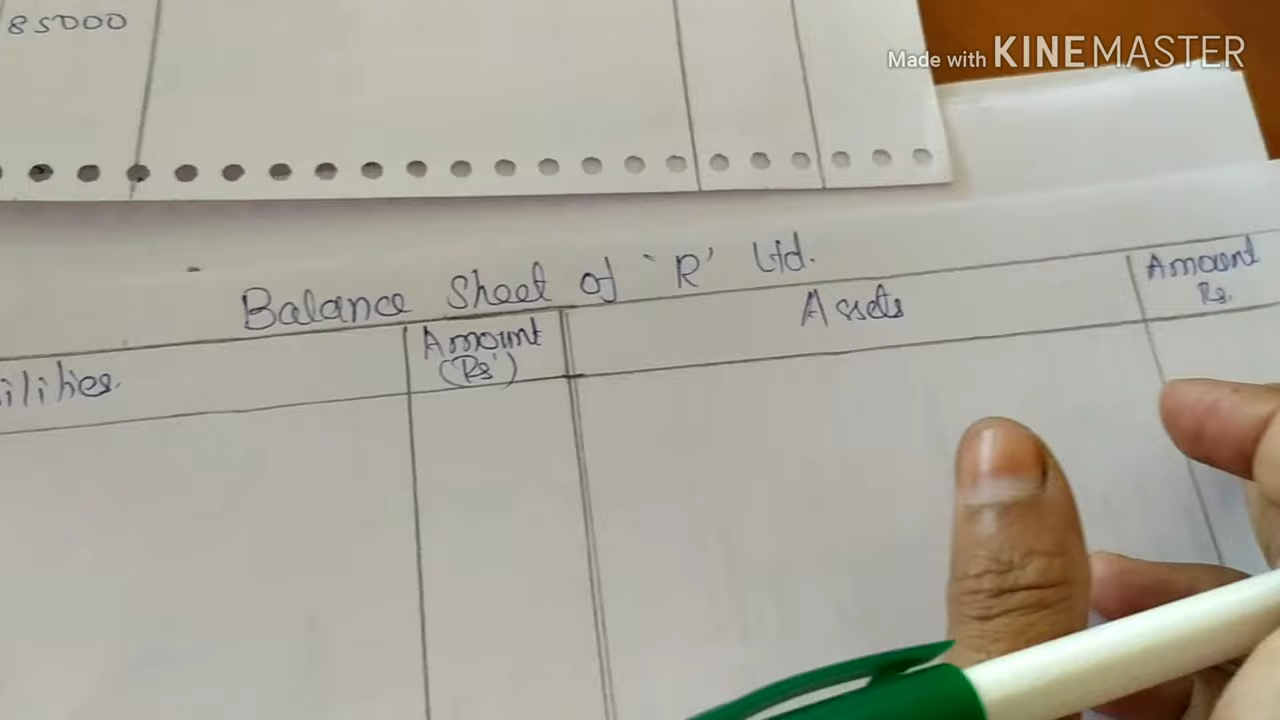 85000
Made with KINEMASTER
Balance Sheet of 'R' Ltd.
ilities.
Amount
(Rs)
Assets
Amount
Rs.